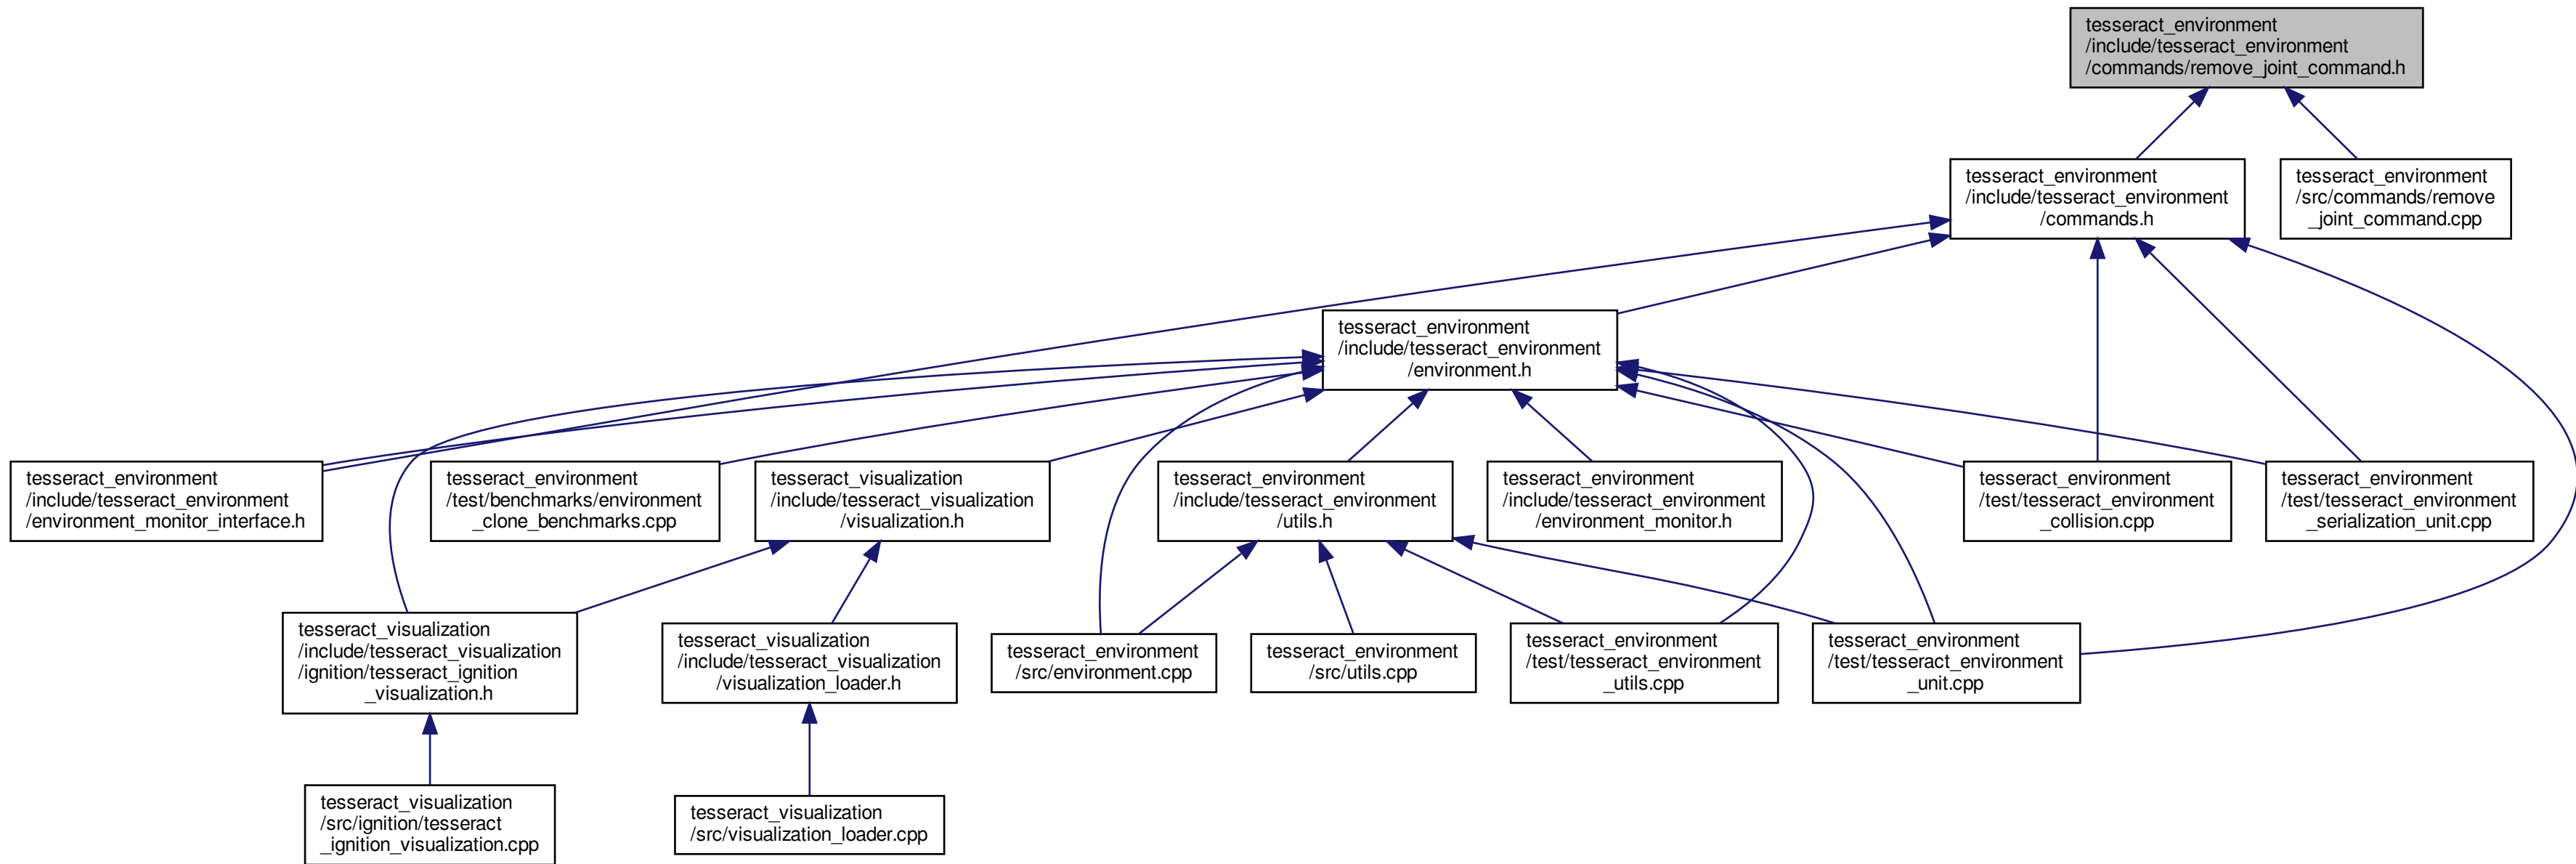 tesseract_environment
/include/tesseract_environment
/commands/remove_joint_command.h
tesseract_environment
/include/tesseract_environment
/commands.h
tesseract_environment
/src/commands/remove
_joint_command.cpp
tesseract_environment
/include/tesseract_environment
/environment.h
tesseract_environment
/include/tesseract_environment
/environment_monitor_interface.h
tesseract_environment
/test/benchmarks/environment
_clone_benchmarks.cpp
tesseract_visualization
/include/tesseract_visualization
/visualization.h
tesseract_environment
/include/tesseract_environment
/utils.h
tesseract_environment
/include/tesseract_environment
/environment_monitor.h
tesseract_environment
/test/tesseract_environment
_collision.cpp
tesseract_environment
/test/tesseract_environment
_serialization_unit.cpp
tesseract_visualization
/include/tesseract_visualization
/ignition/tesseract_ignition
_visualization.h
tesseract_visualization
/include/tesseract_visualization
/visualization_loader.h
tesseract_environment
/src/environment.cpp
tesseract_environment
/src/utils.cpp
tesseract_environment
/test/tesseract_environment
_utils.cpp
tesseract_environment
/test/tesseract_environment
_unit.cpp
tesseract_visualization
/src/ignition/tesseract
_ignition_visualization.cpp
tesseract_visualization
/src/visualization_loader.cpp